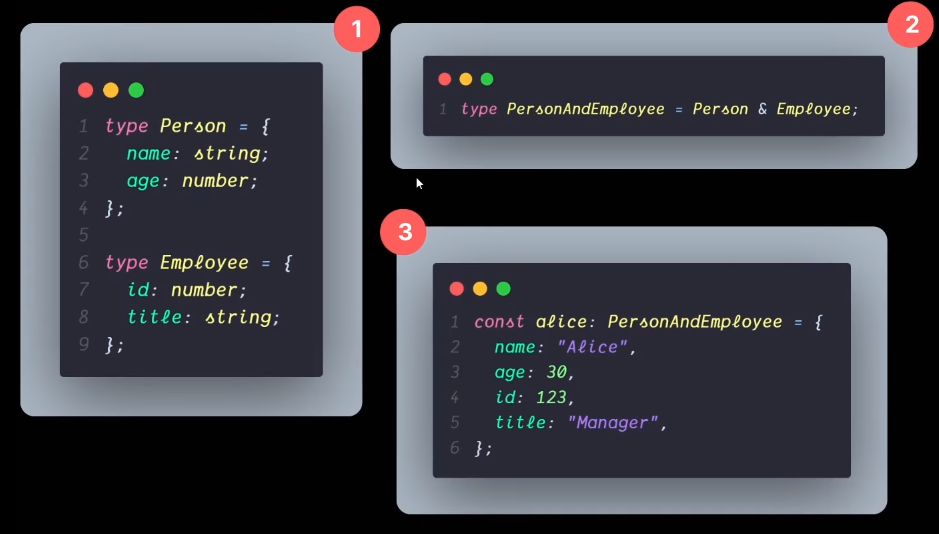 1
1 type Person = {
2   name: string;
3   age: number;
4 };
5
6 type Employee = {
7   id: number;
8   title: string;
9 };
2
1 type PersonAndEmployee = Person & Employee;
3
1 const alice: PersonAndEmployee = {
2   name: "Alice",
3   age: 30,
4   id: 123,
5   title: "Manager",
6 };